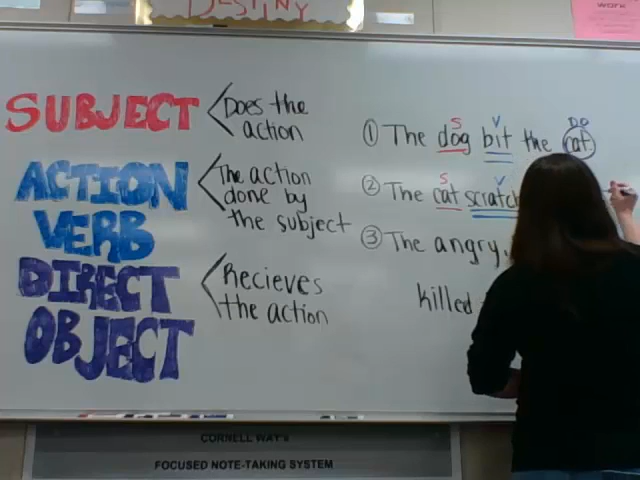 DESTINY
work
SUBJECT
Does the
action
ACTION
VERB
The action
done by
the subject
DIRECT
OBJECT
Recieves
the action
S V DO
① The dog bit the cat.
S V
② The cat scratch
③ The angry
killed
CORNELL WAY'S
FOCUSED NOTE-TAKING SYSTEM